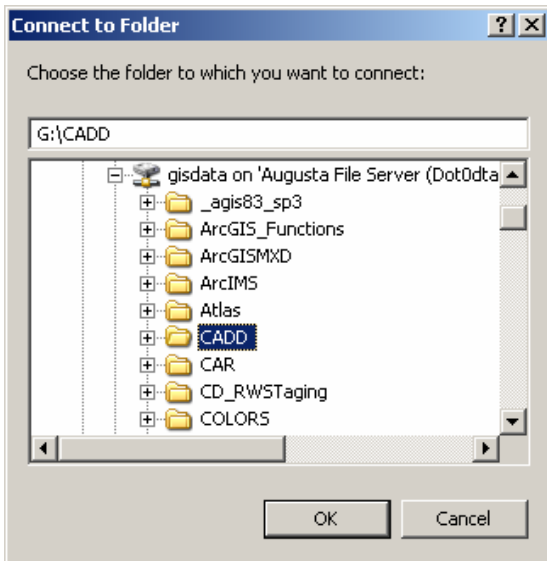 Connect to Folder
Choose the folder to which you want to connect:
G:\CADD
gisdata on 'Augusta File Server (Dot0dta
_agis83_sp3
ArcGIS_Functions
ArcGISMXD
ArcIMS
Atlas
CADD
CAR
CD_RWSTaging
COLORS
OK Cancel